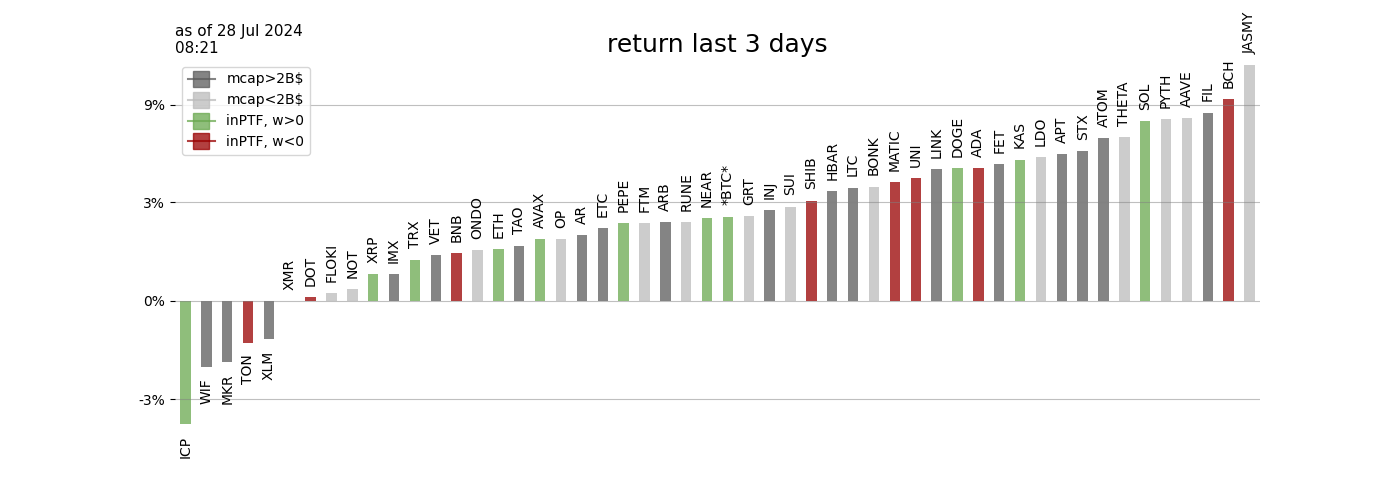 as of 28 Jul 2024
08:21
return last 3 days
mcap>2B$
mcap<2B$
inPTF, w>0
inPTF, w<0
9%
3%
0%
-3%
ICP
WIF
MKR
TON
XLM
XMR
DOT
FLOKI
NOT
XRP
IMX
TRX
VET
BNB
ONDO
ETH
TAO
AVAX
OP
AR
ETC
PEPE
FTM
ARB
RUNE
NEAR
*BTC*
GRT
INJ
SUI
SHIB
HBAR
LTC
BONK
MATIC
UNI
LINK
DOGE
ADA
FET
KAS
LDO
APT
STX
ATOM
THETA
SOL
PYTH
AAVE
FIL
BCH
JASMY